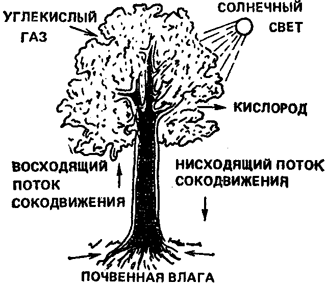 УГЛЕКИСЛЫЙ
ГАЗ
СОЛНЕЧНЫЙ
СВЕТ
КИСЛОРОД
ВОСХОДЯЩИЙ
ПОТОК
СОКОДВИЖЕНИЯ
НИСХОДЯЩИЙ ПОТОК
СОКОДВИЖЕНИЯ
ПОЧВЕННАЯ ВЛАГА